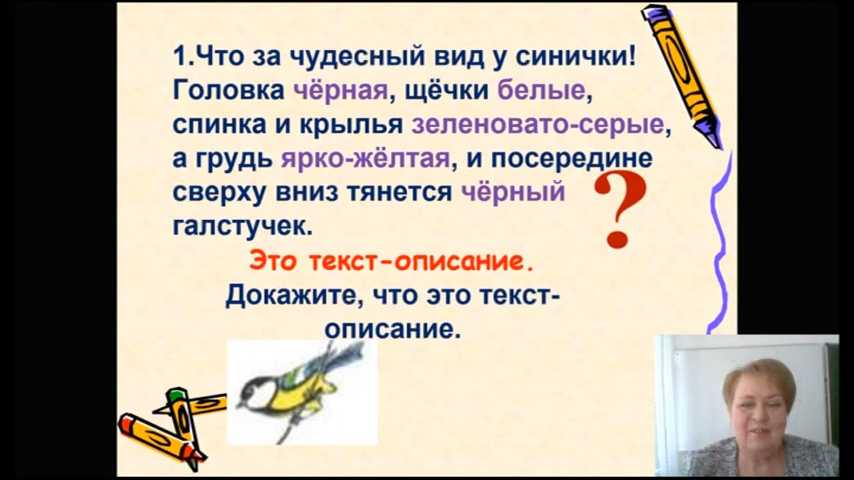 1.Что за чудесный вид у синички!
Головка чёрная, щёчки белые,
спинка и крылья зеленовато-серые,
а грудь ярко-жёлтая, и посередине
сверху вниз тянется чёрный
галстучек.
?
Это текст-описание.
Докажите, что это текст-
описание.